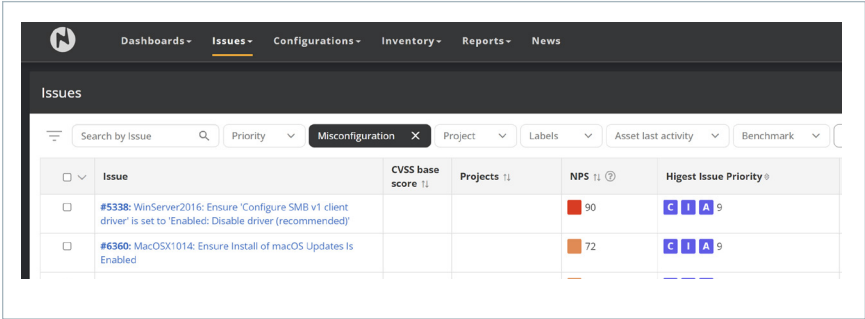 Dashboards Issues Configurations Inventory Reports News
Issues
Search by Issue Priority Misconfiguration X Project Labels Asset last activity Benchmark
Issue CVSS base score Projects NPS ? Higest Issue Priority
#5338: WinServer2016: Ensure 'Configure SMB v1 client
driver' is set to 'Enabled: Disable driver (recommended)'
90 C I A 9
#6360: MacOSX1014: Ensure Install of macOS Updates Is
Enabled
72 C I A 9